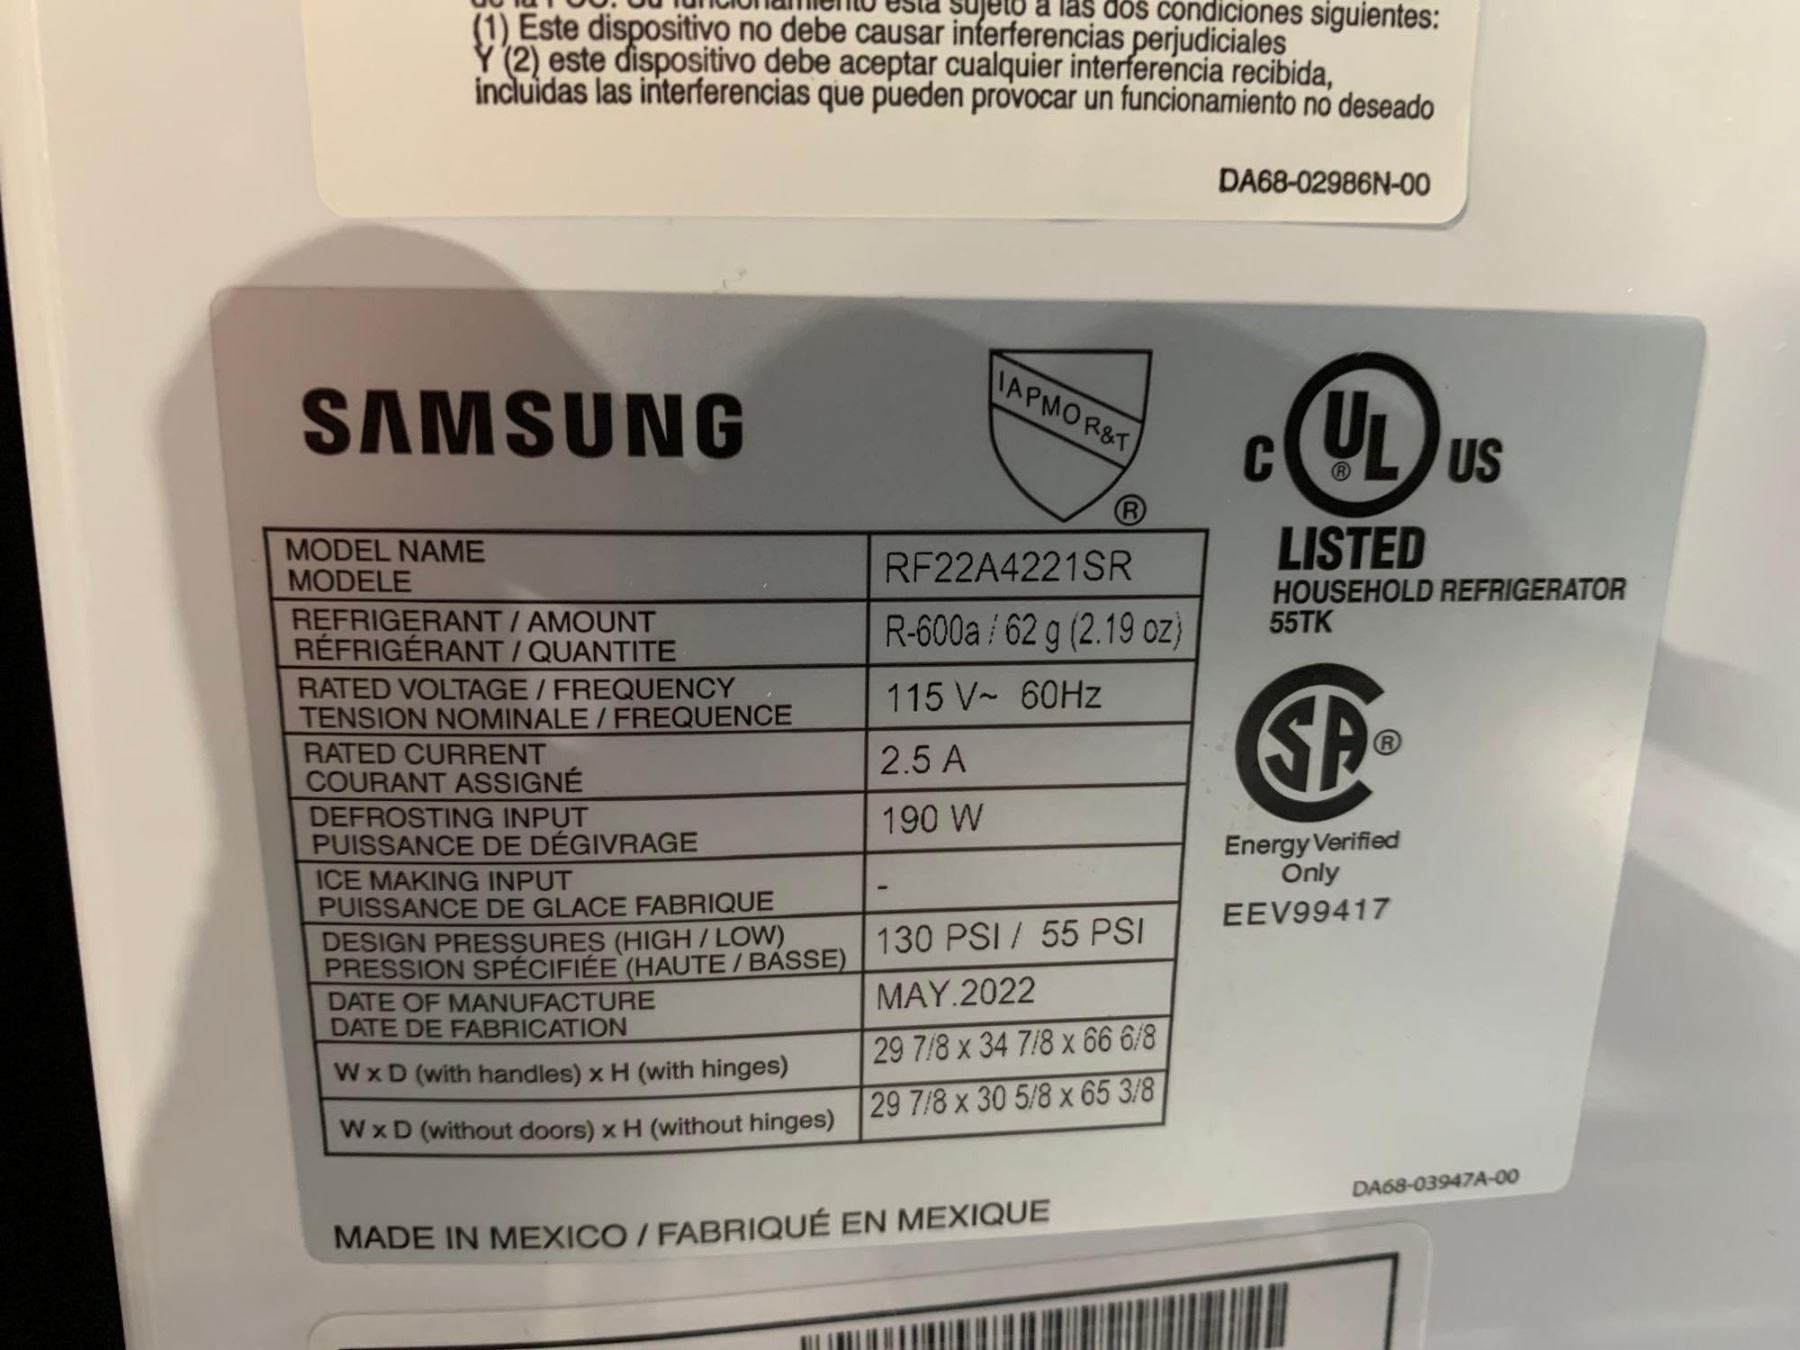 está sujeto a las dos condiciones siguientes:
(1) Este dispositivo no debe causar interferencias perjudiciales
Y (2) este dispositivo debe aceptar cualquier interferencia recibida,
incluidas las interferencias que pueden provocar un funcionamiento no deseado
DA68-02986N-00
SAMSUNG
IAPMO R&T
®
C UL ® US
LISTED
HOUSEHOLD REFRIGERATOR
55TK
MODEL NAME
MODELE
RF22A4221SR
REFRIGERANT / AMOUNT
RÉFRIGÉRANT / QUANTITE
R-600a / 62 g (2.19 oz)
RATED VOLTAGE / FREQUENCY
TENSION NOMINALE / FREQUENCE
115 V~ 60Hz
RATED CURRENT
COURANT ASSIGNÉ
2.5 A
DEFROSTING INPUT
PUISSANCE DE DÉGIVRAGE
190 W
ICE MAKING INPUT
PUISSANCE DE GLACE FABRIQUE
-
DESIGN PRESSURES (HIGH / LOW)
PRESSION SPÉCIFIÉE (HAUTE / BASSE)
130 PSI / 55 PSI
DATE OF MANUFACTURE
DATE DE FABRICATION
MAY.2022
W x D (with handles) x H (with hinges)
29 7/8 x 34 7/8 x 66 6/8
W x D (without doors) x H (without hinges)
29 7/8 x 30 5/8 x 65 3/8
SA ®
Energy Verified
Only
EEV99417
DA68-03947A-00
MADE IN MEXICO / FABRIQUÉ EN MEXIQUE